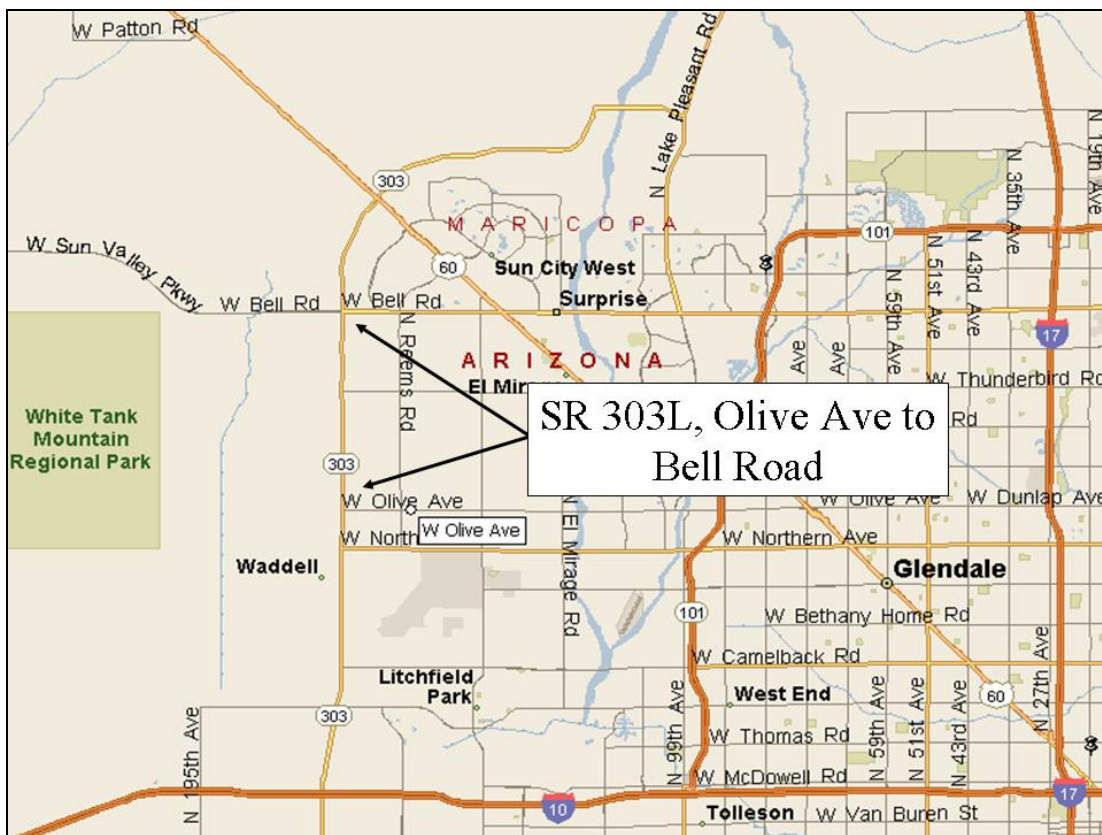 W Patton Rd
N Lake Pleasant Rd
N 19th Ave
N 35th Ave
303
MARICOPA
101
N 51st Ave
N 43rd Ave
N 59th Ave
W Sun Valley Pkwy
60
Sun City West
W Bell Rd
W Bell Rd
Surprise
N Reems Rd
17
ARIZONA
El Mirage
Ave
Ave
W Thunderbird Rd
White Tank
Mountain
Regional Park
SR 303L, Olive Ave to
Bell Road
Rd
303
W Olive Ave
W Olive Ave
W Dunlap Ave
W Olive Ave
W North
W Northern Ave
N El Mirage Rd
Waddell
Glendale
101
W Bethany Home Rd
W Camelback Rd
Litchfield
Park
West End
60
303
N 195th Ave
N 99th Ave
W Thomas Rd
N 59th Ave
N 51st Ave
N 43rd Ave
N 27th Ave
W McDowell Rd
10
17
Tolleson
W Van Buren St